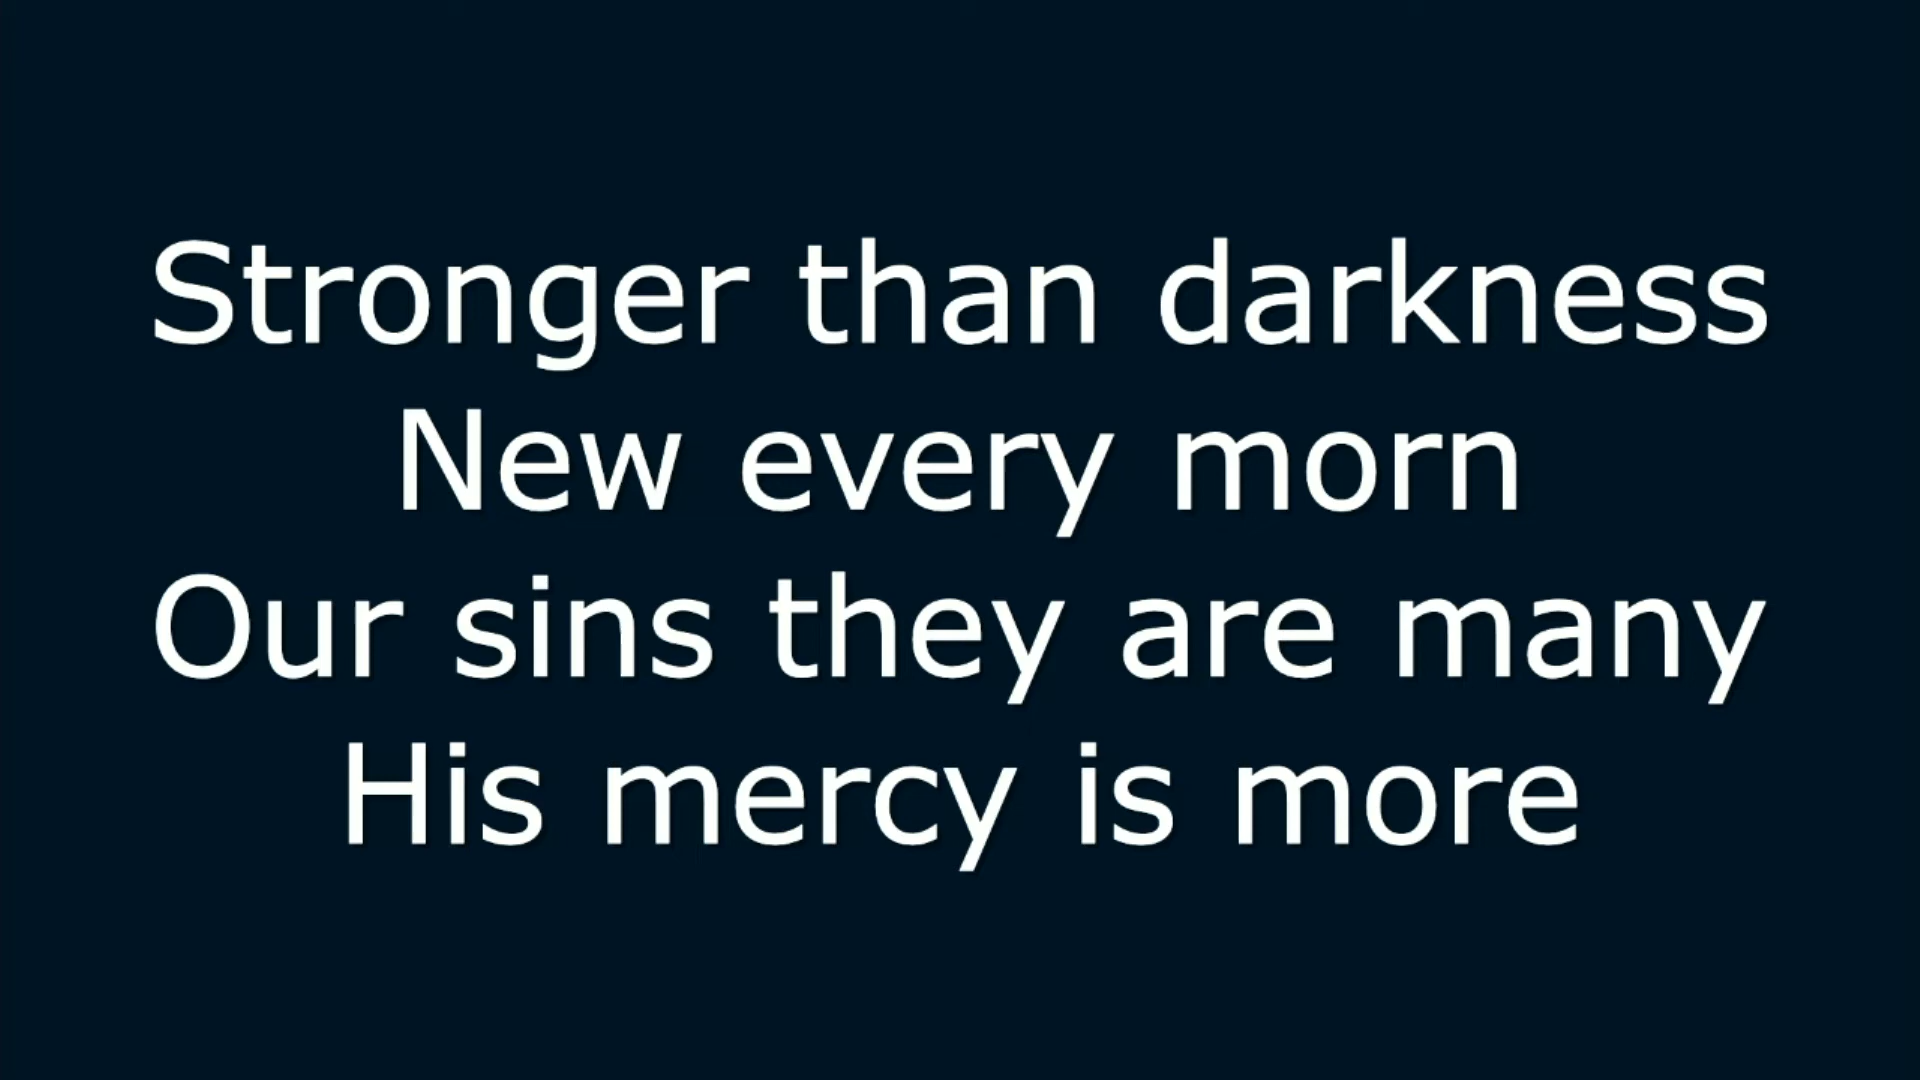 Stronger than darkness
New every morn
Our sins they are many
His mercy is more